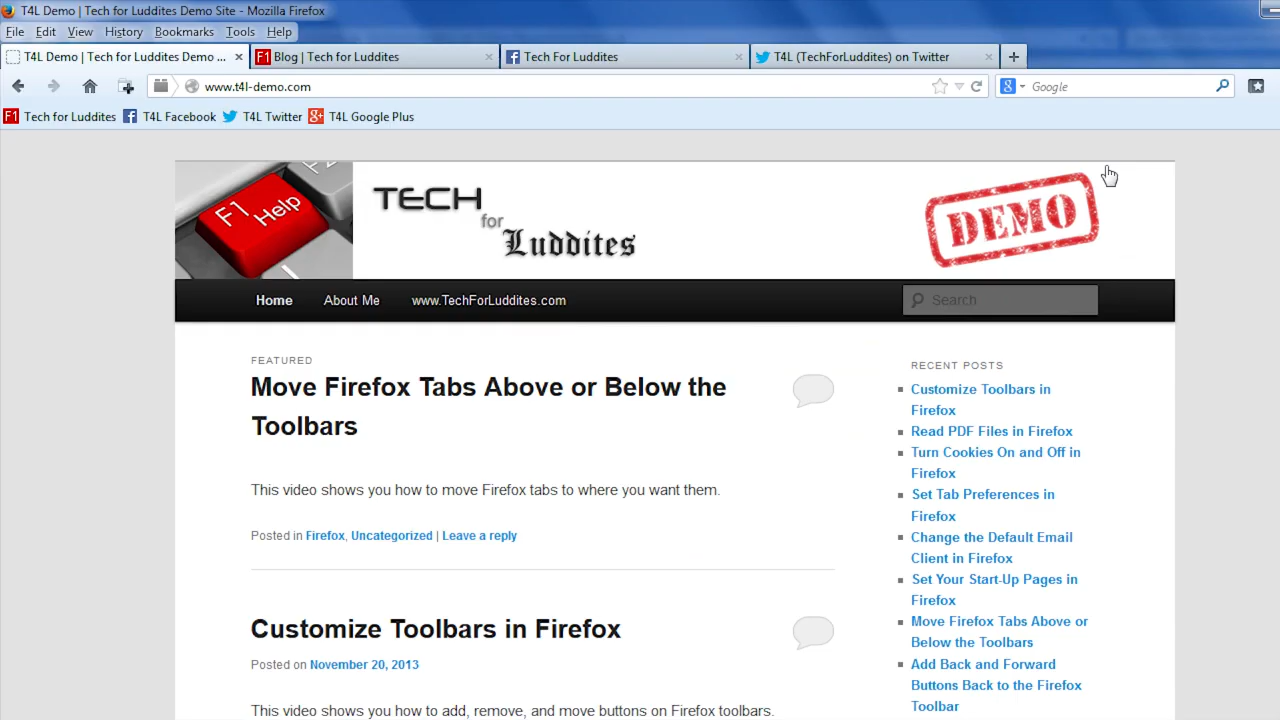 T4L Demo | Tech for Luddites Demo Site - Mozilla Firefox
File Edit View History Bookmarks Tools Help
T4L Demo | Tech for Luddites Demo ... × F1 Blog | Tech for Luddites × Tech For Luddites × T4L (TechForLuddites) on Twitter × +
www.t4l-demo.com Google
F1 Tech for Luddites T4L Facebook T4L Twitter T4L Google Plus
F1 Help
TECH
for
Luddites
DEMO
Home About Me www.TechForLuddites.com Search
FEATURED
Move Firefox Tabs Above or Below the
Toolbars
This video shows you how to move Firefox tabs to where you want them.
Posted in Firefox, Uncategorized | Leave a reply
Customize Toolbars in Firefox
Posted on November 20, 2013
This video shows you how to add, remove, and move buttons on Firefox toolbars.
RECENT POSTS
Customize Toolbars in
Firefox
Read PDF Files in Firefox
Turn Cookies On and Off in
Firefox
Set Tab Preferences in
Firefox
Change the Default Email
Client in Firefox
Set Your Start-Up Pages in
Firefox
Move Firefox Tabs Above or
Below the Toolbars
Add Back and Forward
Buttons Back to the Firefox
Toolbar